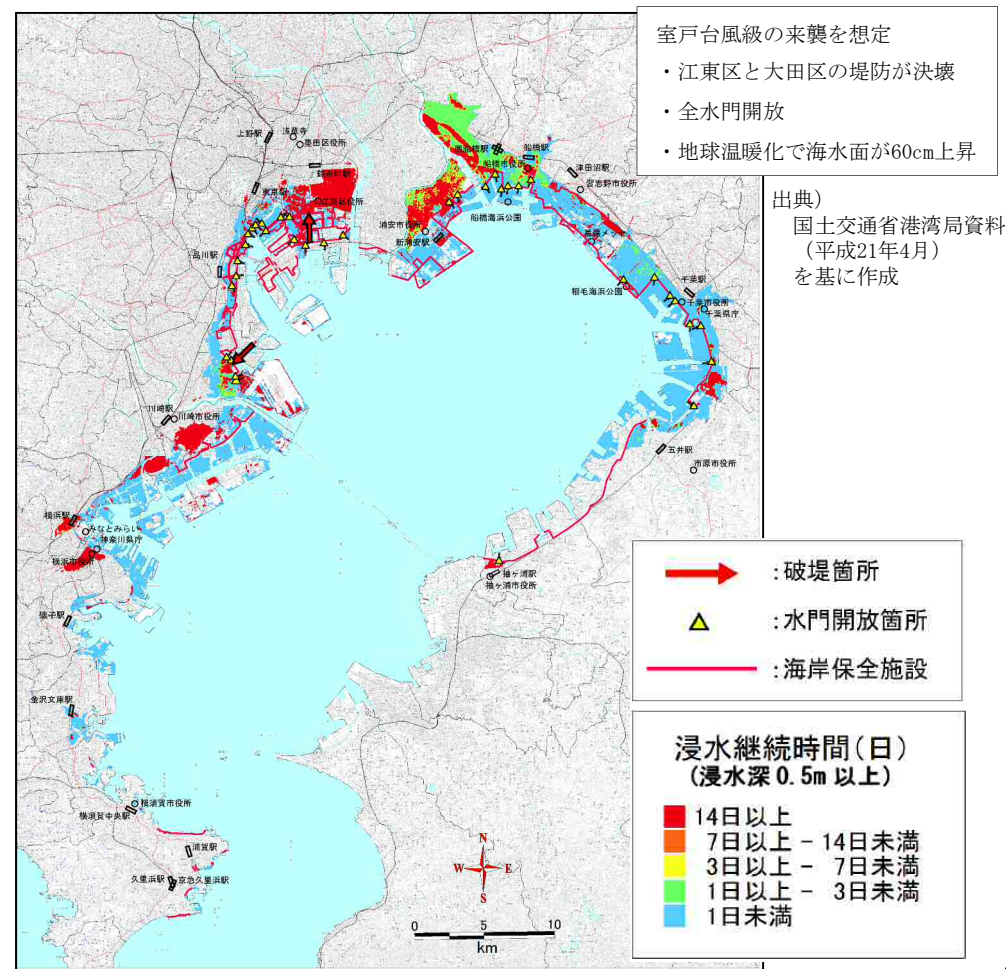 室戸台風級の来襲を想定
・江東区と大田区の堤防が決壊
・全水門開放
・地球温暖化で海水面が60cm上昇
出典)
国土交通省港湾局資料
（平成21年4月）
を基に作成
上野駅
浅草寺
墨田区役所
錦糸町駅
東京駅
江東区役所
品川駅
西船橋駅
船橋駅
船橋市役所
津田沼駅
習志野市役所
船橋海浜公園
浦安市役所
新浦安駅
幕張メッセ
稲毛海浜公園
千葉駅
千葉市役所
千葉県庁
川崎駅
川崎市役所
五井駅
市原市役所
横浜駅
みなとみらい
神奈川県庁
横浜市役所
袖ヶ浦駅
袖ヶ浦市役所
磯子駅
金沢文庫駅
横須賀市役所
横須賀中央駅
浦賀駅
久里浜駅
京急久里浜駅
N
W
E
S
0 5 10
km
:破堤箇所
:水門開放箇所
:海岸保全施設
浸水継続時間(日)
(浸水深0.5m以上)
14日以上
7日以上 - 14日未満
3日以上 - 7日未満
1日以上 - 3日未満
1日未満